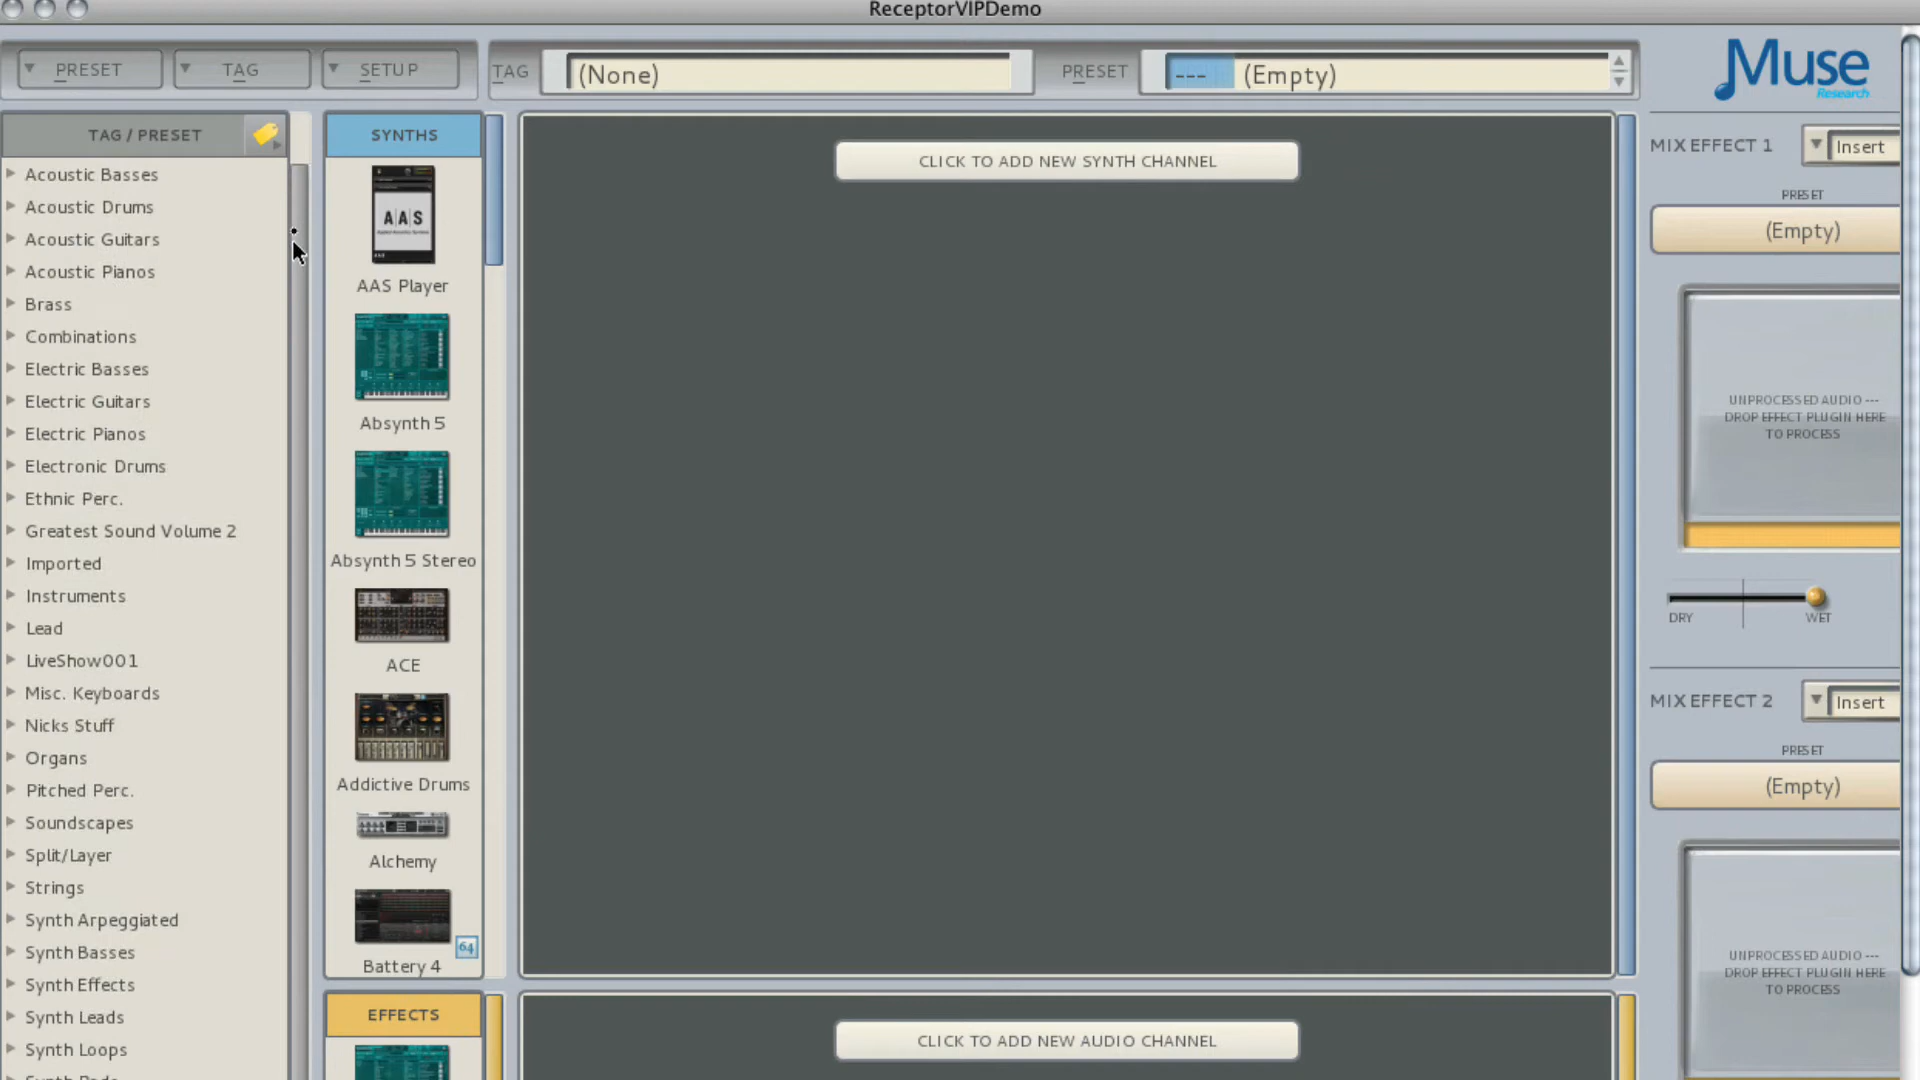 ReceptorVIPDemo
PRESET
TAG
SETUP
TAG
(None)
PRESET
---
(Empty)
Muse
Research
TAG / PRESET
Acoustic Basses
Acoustic Drums
Acoustic Guitars
Acoustic Pianos
Brass
Combinations
Electric Basses
Electric Guitars
Electric Pianos
Electronic Drums
Ethnic Perc.
Greatest Sound Volume 2
Imported
Instruments
Lead
LiveShow001
Misc. Keyboards
Nicks Stuff
Organs
Pitched Perc.
Soundscapes
Split/Layer
Strings
Synth Arpeggiated
Synth Basses
Synth Effects
Synth Leads
Synth Loops
SYNTHS
A|A|S
AAS Player
Absynth 5
Absynth 5 Stereo
ACE
Addictive Drums
Alchemy
64
Battery 4
EFFECTS
CLICK TO ADD NEW SYNTH CHANNEL
CLICK TO ADD NEW AUDIO CHANNEL
MIX EFFECT 1
Insert
PRESET
(Empty)
UNPROCESSED AUDIO ---
DROP EFFECT PLUGIN HERE
TO PROCESS
DRY
WET
MIX EFFECT 2
Insert
PRESET
(Empty)
UNPROCESSED AUDIO ---
DROP EFFECT PLUGIN HERE
TO PROCESS